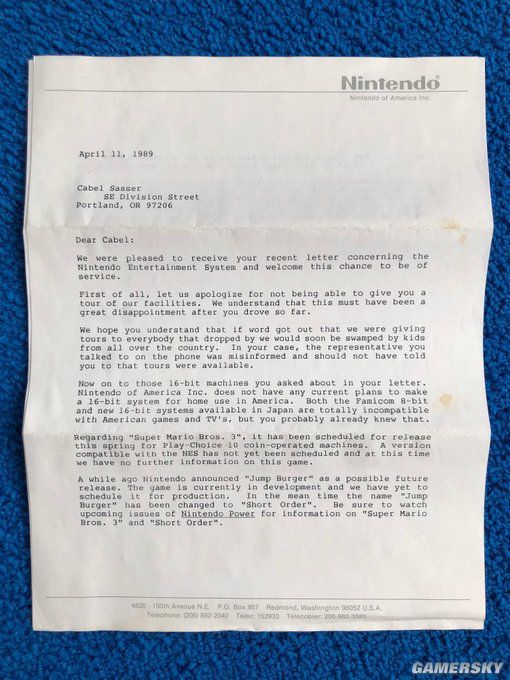 Nintendo®
Nintendo of America Inc.
April 11, 1989
Cabel Sasser
SE Division Street
Portland, OR 97206
Dear Cabel:
We were pleased to receive your recent letter concerning the
Nintendo Entertainment System and welcome this chance to be of
service.
First of all, let us apologize for not being able to give you a
tour of our facilities. We understand that this must have been a
great disappointment after you drove so far.
We hope you understand that if word got out that we were giving
tours to everybody that dropped by we would soon be swamped by kids
from all over the country. In your case, the representative you
talked to on the phone was misinformed and should not have told
you to that tours were available.
Now on to those 16-bit machines you asked about in your letter.
Nintendo of America Inc. does not have any current plans to make
a 16-bit system for home use in America. Both the Famicom 8-bit
and new 16-bit systems available in Japan are totally incompatible
with American games and TV's, but you probably already knew that.
Regarding "Super Mario Bros. 3", it has been scheduled for release
this spring for Play-Choice 10 coin-operated machines. A version
compatible with the NES has not yet been scheduled and at this time
we have no further information on this game.
A while ago Nintendo announced "Jump Burger" as a possible future
release. The game is currently in development and we have yet to
schedule it for production. In the mean time the name "Jump
Burger" has been changed to "Short Order". Be sure to watch
upcoming issues of Nintendo Power for information on "Super Mario
Bros. 3" and "Short Order".
4820 - 150th Avenue N.E. P.O. Box 957 Redmond, Washington 98052 U.S.A.
Telephone: (206) 882-2040 Telex: 152933 Telecopier: 206-882-3585
GAMERSKY